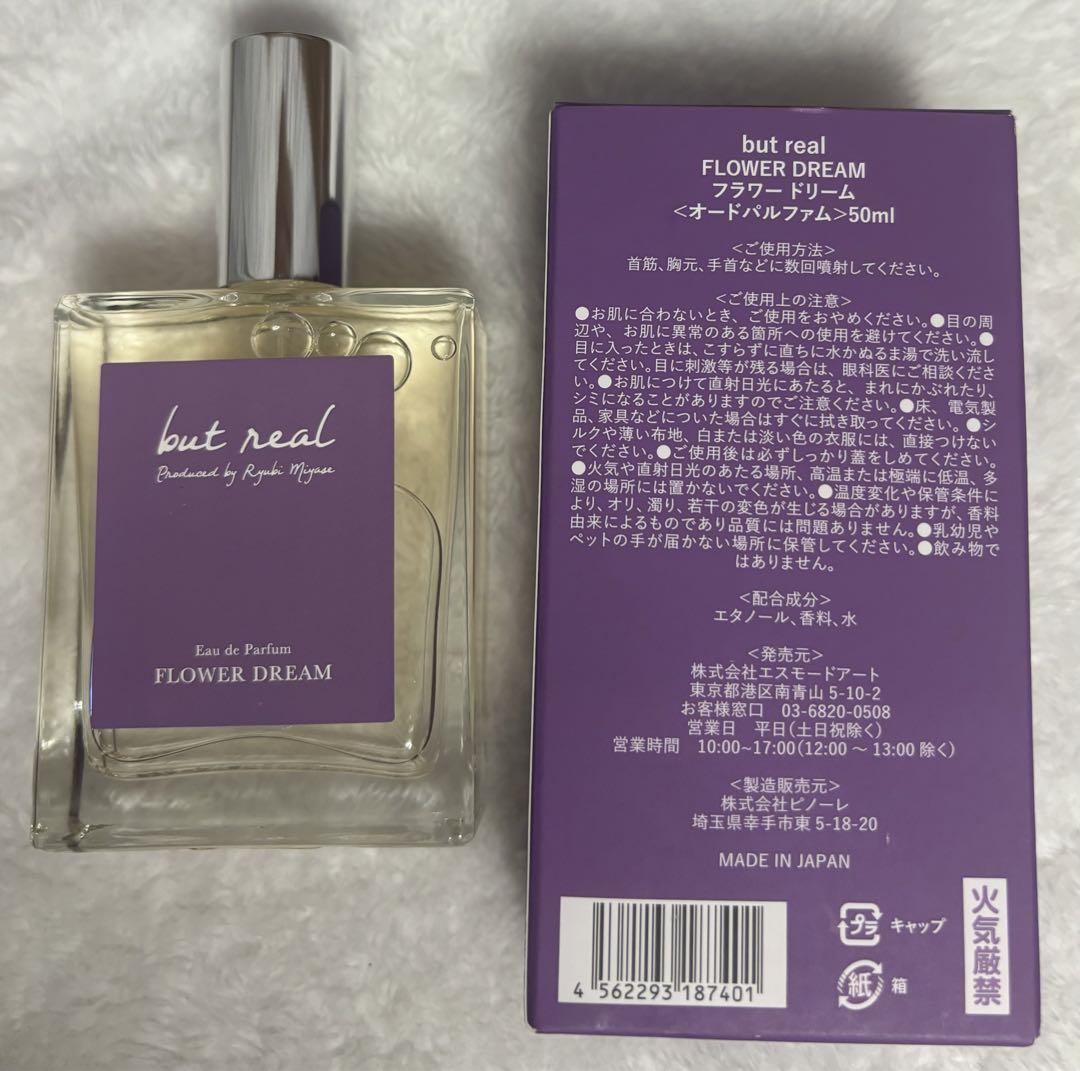 but real
Produced by Ryubi Miyase
Eau de Parfum
FLOWER DREAM
but real
FLOWER DREAM
フラワー ドリーム
<オードパルファム>50ml
<ご使用方法>
首筋、胸元、手首などに数回噴射してください。
<ご使用上の注意>
●お肌に合わないとき、ご使用をおやめください。●目の周
辺や、お肌に異常のある箇所への使用を避けてください。●
目に入ったときは、こすらずに直ちに水かぬるま湯で洗い流し
てください。目に刺激等が残る場合は、眼科医にご相談くださ
い。●お肌につけて直射日光にあたると、まれにかぶれたり、
シミになることがありますのでご注意ください。●床、電気製
品、家具などについた場合はすぐに拭き取ってください。●シ
ルクや薄い布地、白または淡い色の衣服には、直接つけない
でください。●ご使用後は必ずしっかり蓋をしめてください。
●火気や直射日光のあたる場所、高温または極端に低温、多
湿の場所には置かないでください。●温度変化や保管条件に
より、オリ、濁り、若干の変色が生じる場合がありますが、香料
由来によるものであり品質には問題ありません。●乳幼児や
ペットの手が届かない場所に保管してください。●飲み物で
はありません。
<配合成分>
エタノール、香料、水
<発売元>
株式会社エスモードアート
東京都港区南青山 5-10-2
お客様窓口 03-6820-0508
営業日 平日(土日祝除く)
営業時間 10:00~17:00(12:00 ～ 13:00 除く)
<製造販売元>
株式会社ピノーレ
埼玉県幸手市東 5-18-20
MADE IN JAPAN
4 562293 187401
プラ キャップ
紙 箱
火気厳禁